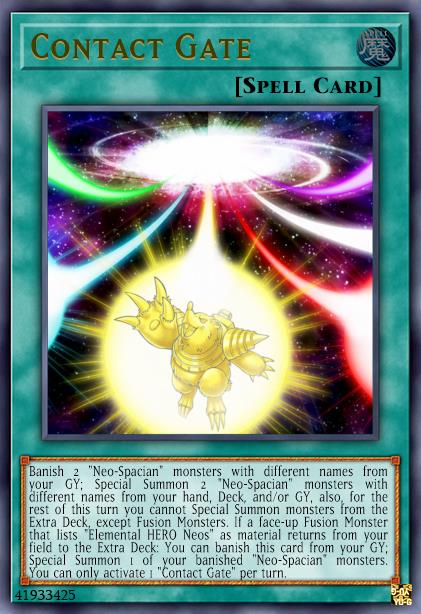 CONTACT GATE
魔
[SPELL CARD]
Banish 2 "Neo-Spacian" monsters with different names from
your GY; Special Summon 2 "Neo-Spacian" monsters with
different names from your hand, Deck, and/or GY, also, for the
rest of this turn you cannot Special Summon monsters from the
Extra Deck, except Fusion Monsters. If a face-up Fusion Monster
that lists "Elemental HERO Neos" as material returns from your
field to the Extra Deck: You can banish this card from your GY;
Special Summon 1 of your banished "Neo-Spacian" monsters.
You can only activate 1 "Contact Gate" per turn.
41933425